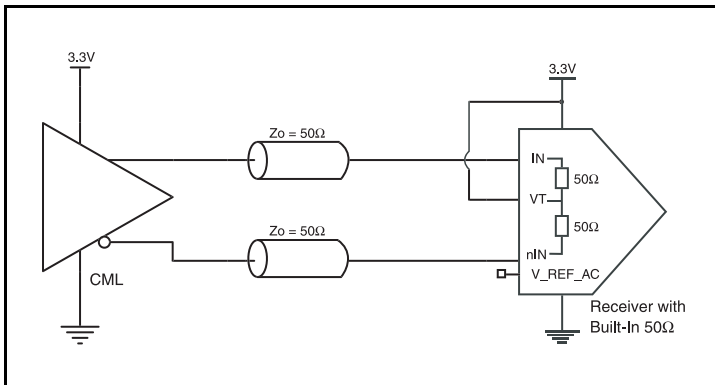 3.3V
3.3V
Zo = 50Ω
IN
50Ω
VT
50Ω
Zo = 50Ω
nIN
V_REF_AC
CML
Receiver with
Built-In 50Ω